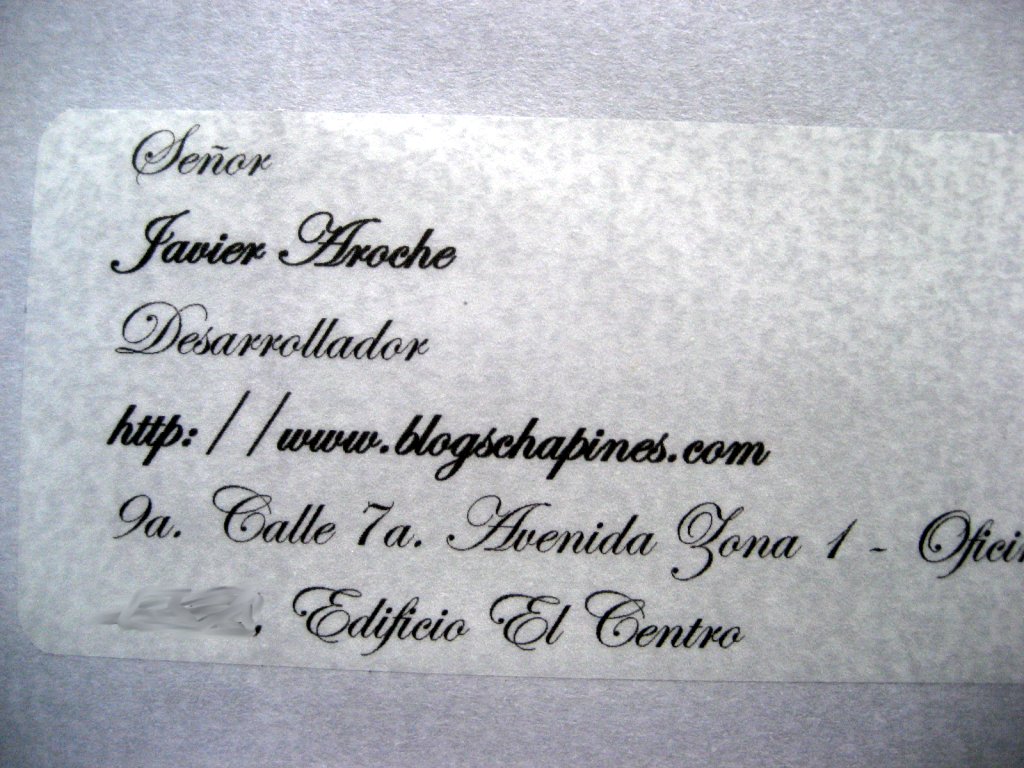 Señor
Javier Aroche
Desarrollador
http://www.blogschapines.com
9a. Calle 7a. Avenida Zona 1 - Ofici
, Edificio El Centro